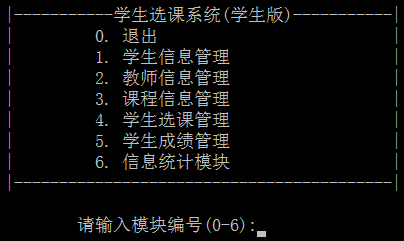 |-----------学生选课系统(学生版)-----------|
0. 退出
1. 学生信息管理
2. 教师信息管理
3. 课程信息管理
4. 学生选课管理
5. 学生成绩管理
6. 信息统计模块
|------------------------------------------|
请输入模块编号(0-6):